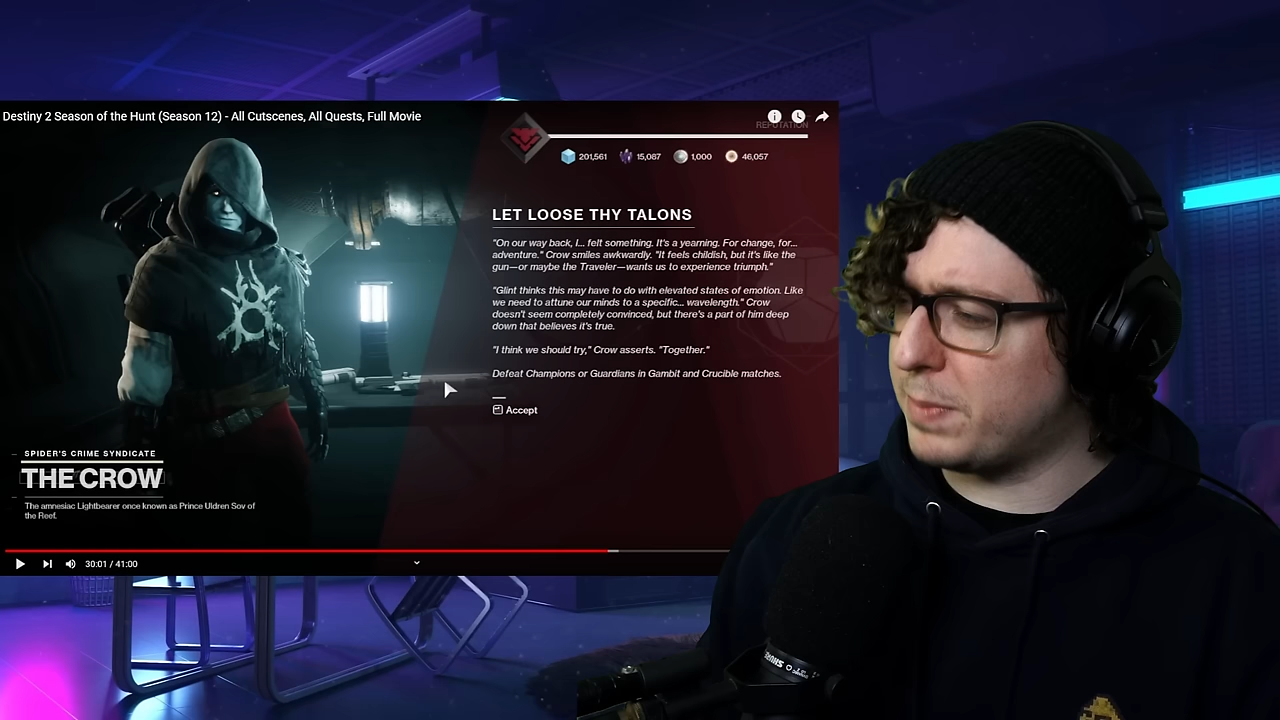 Destiny 2 Season of the Hunt (Season 12) - All Cutscenes, All Quests, Full Movie
REPUTATION
201,561 15,087 1,000 46,057
LET LOOSE THY TALONS
"On our way back, I... felt something. It's a yearning. For change, for...
adventure." Crow smiles awkwardly. "It feels childish, but it's like the
gun—or maybe the Traveler—wants us to experience triumph."
"Glint thinks this may have to do with elevated states of emotion. Like
we need to attune our minds to a specific... wavelength." Crow
doesn't seem completely convinced, but there's a part of him deep
down that believes it's true.
"I think we should try," Crow asserts. "Together."
Defeat Champions or Guardians in Gambit and Crucible matches.
Accept
SPIDER'S CRIME SYNDICATE
THE CROW
The amnesiac Lightbearer once known as Prince Uldren Sov of
the Reef.
30:01 / 41:00
SHURE